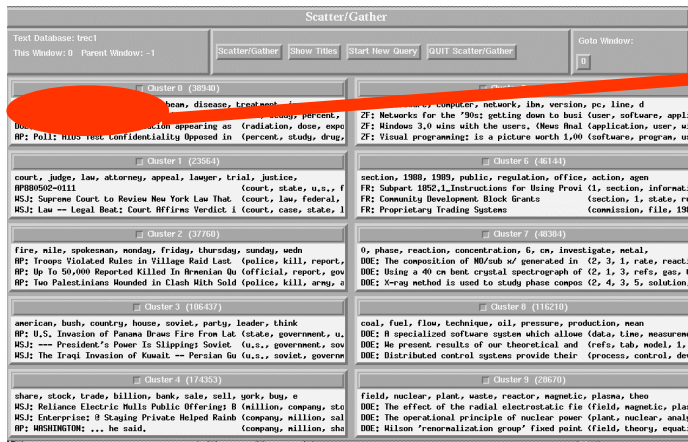 Scatter/Gather
Text Database: trec1
This Window: 0 Parent Window: -1
Scatter/Gather Show Titles Start New Query QUIT Scatter/Gather
Goto Window:
0
Cluster 0 (38940)
beam, disease, treatment,
study, percent,
appearing as (radiation, dose, expo
AP: Poll: AIDS Test Confidentiality Opposed in (percent, study, drug,
Cluster 1 (23564)
court, judge, law, attorney, appeal, lawyer, trial, justice,
AP880502-0111 (court, state, u.s., f
WSJ: Supreme Court to Review New York Law That (court, law, federal,
WSJ: Law -- Legal Beat: Court Affirms Verdict i (court, case, state, l
Cluster 2 (37760)
fire, mile, spokesman, monday, friday, thursday, sunday, wedn
AP: Troops Violated Rules in Village Raid Last (police, kill, report,
AP: Up To 50,000 Reported Killed In Armenian Qu (official, report, gov
AP: Two Palestinians Wounded in Clash With Sold (police, kill, army, a
Cluster 3 (106437)
american, bush, country, house, soviet, party, leader, think
AP: U.S. Invasion of Panama Draws Fire From Lat (state, government, u.
WSJ: --- President's Power Is Slipping: Soviet (u.s., government, sov
WSJ: The Iraqi Invasion of Kuwait -- Persian Gu (u.s., soviet, governm
Cluster 4 (174353)
share, stock, trade, billion, bank, sale, sell, york, buy, e
WSJ: Reliance Electric Mulls Public Offering: B (million, company, sto
WSJ: Enterprise: @ Staying Private Helped Rainb (million, company, sto
AP: WASHINGTON: ... he said. (million, company, sha
computer, network, ibm, version, pc, line, d
ZF: Networks for the '90s: getting down to busi (user, software, appli
ZF: Windows 3.0 wins with the users. (News Anal (application, user, wi
ZF: Visual programming: is a picture worth 1,00 (software, program, us
Cluster 6 (46144)
section, 1988, 1989, public, regulation, office, action, agen
FR: Subpart 1852.1_Instructions for Using Provi (1, section, informati
FR: Community Development Block Grants (section, 1, state, re
FR: Proprietary Trading Systems (commission, file, 198
Cluster 7 (48384)
0, phase, reaction, concentration, 6, cm, investigate, metal,
DOE: The composition of NO/sub x/ generated in (2, 3, 1, rate, reacti
DOE: Using a 40 cm bent crystal spectrograph of (2, 1, 3, refs, gas, t
DOE: X-ray method is used to study phase compos (2, 4, 3, 5, solution,
Cluster 8 (116210)
coal, fuel, flow, technique, oil, pressure, production, mean
DOE: A specialized software system which allowe (data, time, measureme
DOE: We present results of our theoretical and (refs, tab, model, 1,
DOE: Distributed control systems provide their (process, control, dev
Cluster 9 (28670)
field, nuclear, plant, waste, reactor, magnetic, plasma, theo
DOE: The effect of the radial electrostatic fie (field, magnetic, plas
DOE: The operational principle of nuclear power (plant, nuclear, analy
DOE: Wilson 'renormalization group' fixed point (field, theory, equati